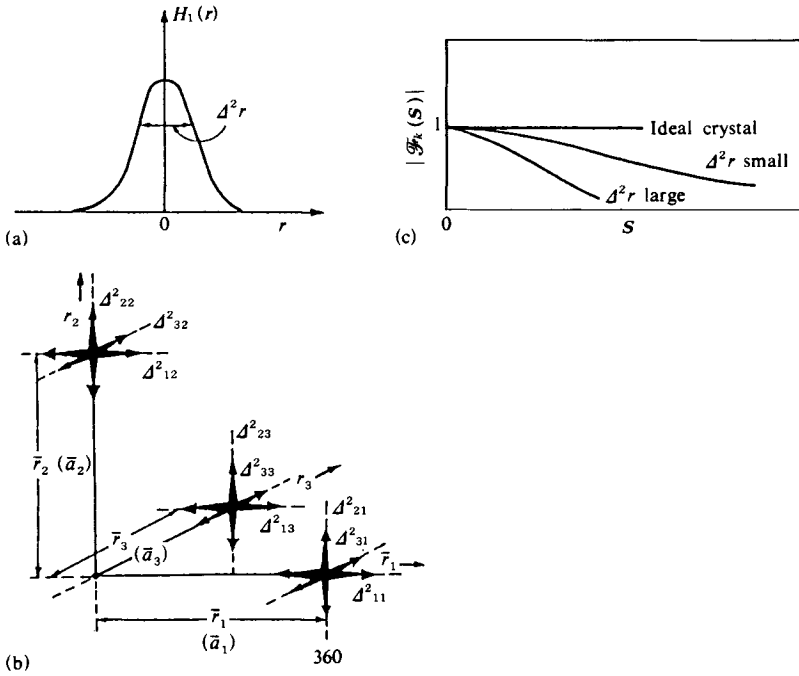 H₁(r)
Δ²r
0
r
(a)
|𝓕ₖ(S)|
1
Ideal crystal
Δ²r small
Δ²r large
0
S
(c)
r₂
Δ²₂₂
Δ²₃₂
Δ²₁₂
r̄₂ (ā₂)
Δ²₂₃
Δ²₃₃
r₃
Δ²₁₃
r̄₃
(ā₃)
Δ²₂₁
Δ²₃₁
r̄₁
Δ²₁₁
r̄₁
(ā₁)
360
(b)